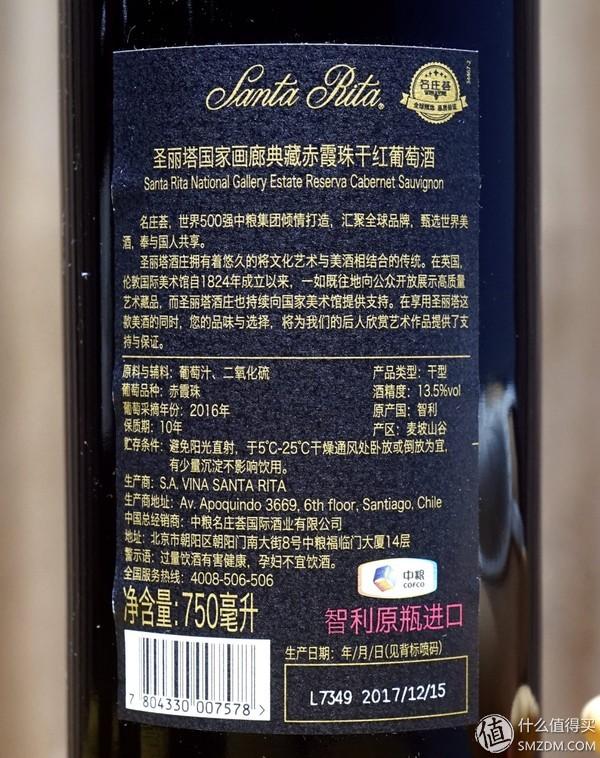 34467-2
Santa Rita®
名庄荟
WINE & WINE
全球甄选 品质保证
圣丽塔国家画廊典藏赤霞珠干红葡萄酒
Santa Rita National Gallery Estate Reserva Cabernet Sauvignon
名庄荟，世界500强中粮集团倾情打造，汇聚全球品牌，甄选世界美
酒，奉与国人共享。
圣丽塔酒庄拥有着悠久的将文化艺术与美酒相结合的传统。在英国，
伦敦国际美术馆自1824年成立以来，一如既往地向公众开放展示高质量
艺术藏品，而圣丽塔酒庄也持续向国家美术馆提供支持。在享用圣丽塔这
款美酒的同时，您的品味与选择，将为我们的后人欣赏艺术作品提供了支
持与保证。
原料与辅料：葡萄汁、二氧化硫 产品类型：干型
葡萄品种：赤霞珠 酒精度：13.5%vol
葡萄采摘年份：2016年 原产国：智利
保质期：10年 产区：麦坡山谷
贮存条件：避免阳光直射，于5℃-25℃干燥通风处卧放或倒放为宜，
有少量沉淀不影响饮用。
生产商：S.A. VINA SANTA RITA
生产商地址：Av. Apoquindo 3669, 6th floor, Santiago, Chile
中国总经销商：中粮名庄荟国际酒业有限公司
地址：北京市朝阳区朝阳门南大街8号中粮福临门大厦14层
警示语：过量饮酒有害健康，孕妇不宜饮酒。
全国服务热线：4008-506-506
中粮
COFCO
净含量：750毫升
智利原瓶进口
生产日期：年/月/日(见背标喷码)
L7349 2017/12/15
7 804330 007578 >
值 什么值得买
SMZDM.COM